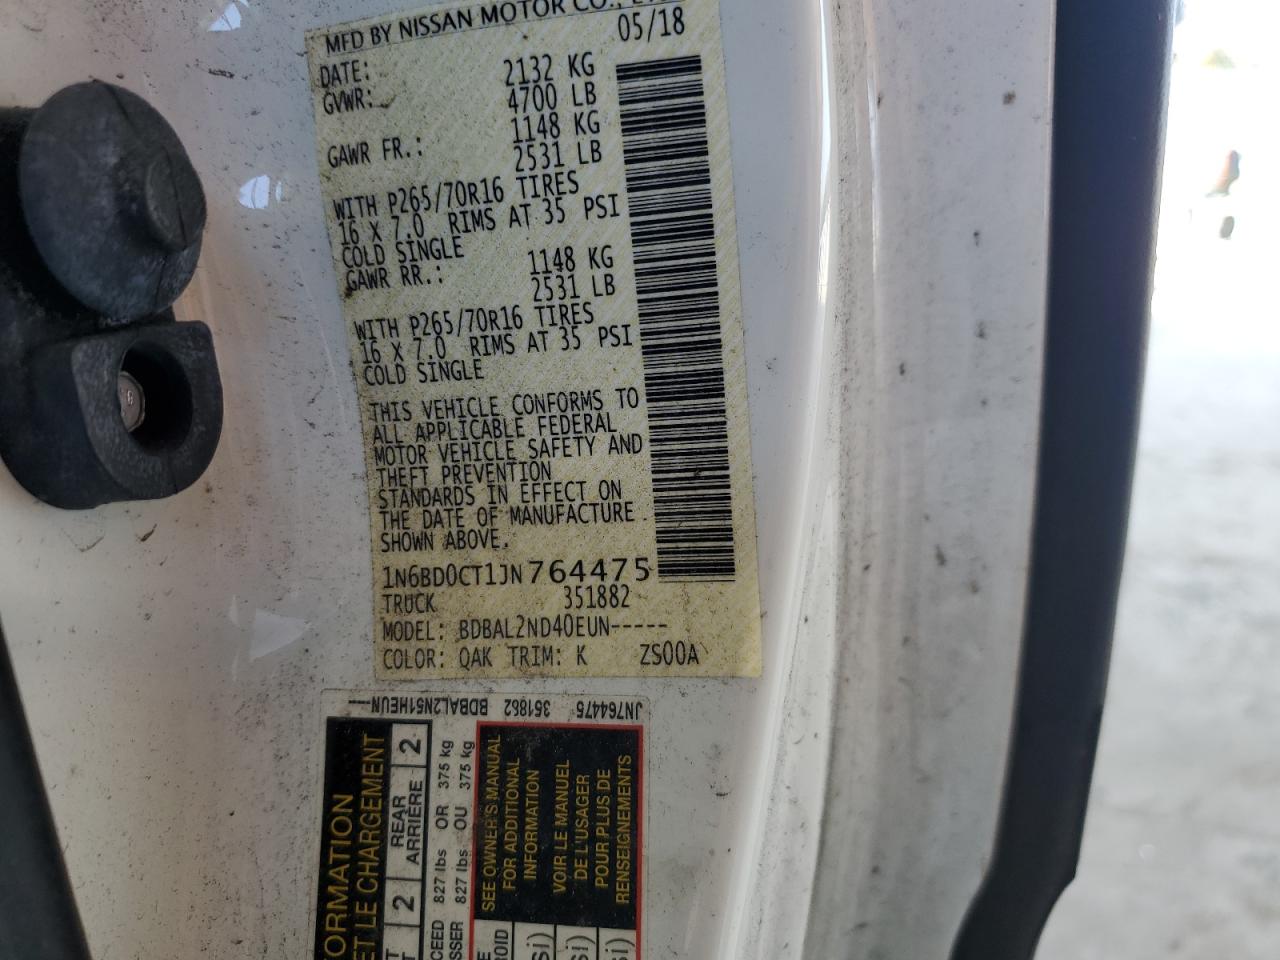 MFD BY NISSAN MOTOR CO.,
DATE: 05/18
GVWR: 2132 KG
4700 LB
GAWR FR.: 1148 KG
2531 LB
WITH P265/70R16 TIRES
16 X 7.0 RIMS AT 35 PSI
COLD SINGLE
GAWR RR.: 1148 KG
2531 LB
WITH P265/70R16 TIRES
16 X 7.0 RIMS AT 35 PSI
COLD SINGLE
THIS VEHICLE CONFORMS TO
ALL APPLICABLE FEDERAL
MOTOR VEHICLE SAFETY AND
THEFT PREVENTION
STANDARDS IN EFFECT ON
THE DATE OF MANUFACTURE
SHOWN ABOVE.
1N6BD0CT1JN764475
TRUCK 351882
MODEL: BDBAL2ND40EUN-----
COLOR: QAK TRIM: K ZS00A
JN764475 351862 BDBAL2N51HEUN----
ORMATION
ET LE CHARGEMENT
2 REAR
ARRIÈRE 2
CEED 827 lbs OR 375 kg
SSER 827 lbs OU 375 kg
SEE OWNER'S MANUAL
FOR ADDITIONAL
INFORMATION
VOIR LE MANUEL
DE L'USAGER
POUR PLUS DE
RENSEIGNEMENTS